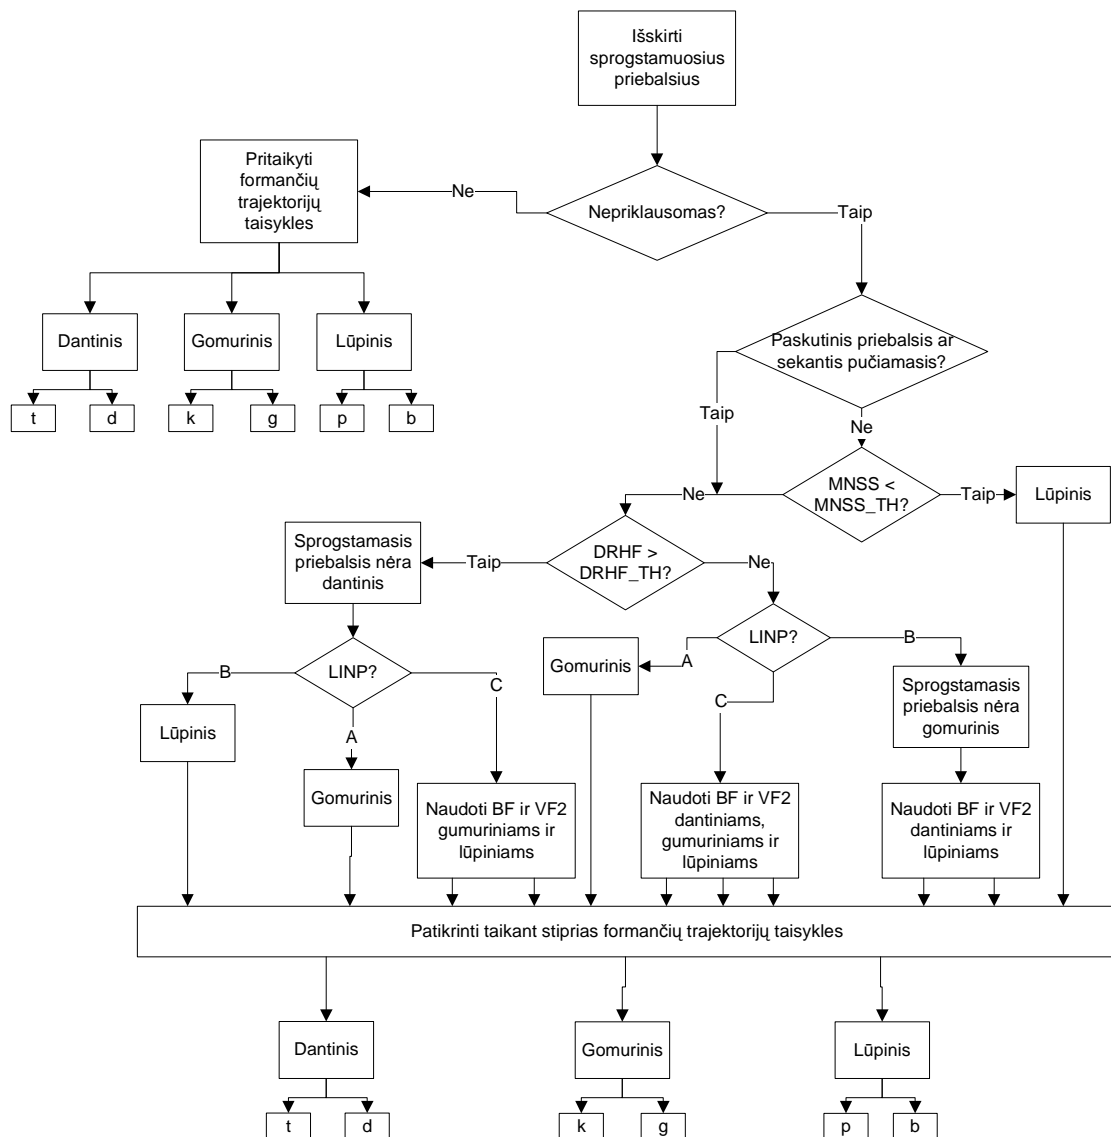 Išskirti
sprogstamuosius
priebalsius
Pritaikyti
formančių
trajektorijų
taisykles
Ne
Nepriklausomas?
Taip
Dantinis
Gomurinis
Lūpinis
t
d
k
g
p
b
Paskutinis priebalsis ar
sekantis pučiamasis?
Taip
Ne
MNSS <
MNSS_TH?
Ne
Taip
Lūpinis
Sprogstamasis
priebalsis nėra
dantinis
Taip
DRHF >
DRHF_TH?
Ne
LINP?
B
A
C
Lūpinis
Gomurinis
Naudoti BF ir VF2
gumuriniams ir
lūpiniams
Gomurinis
A
LINP?
B
C
Sprogstamasis
priebalsis nėra
gomurinis
Naudoti BF ir VF2
dantiniams,
gumuriniams ir
lūpiniams
Naudoti BF ir VF2
dantiniams ir
lūpiniams
Patikrinti taikant stiprias formančių trajektorijų taisykles
Dantinis
Gomurinis
Lūpinis
t
d
k
g
p
b